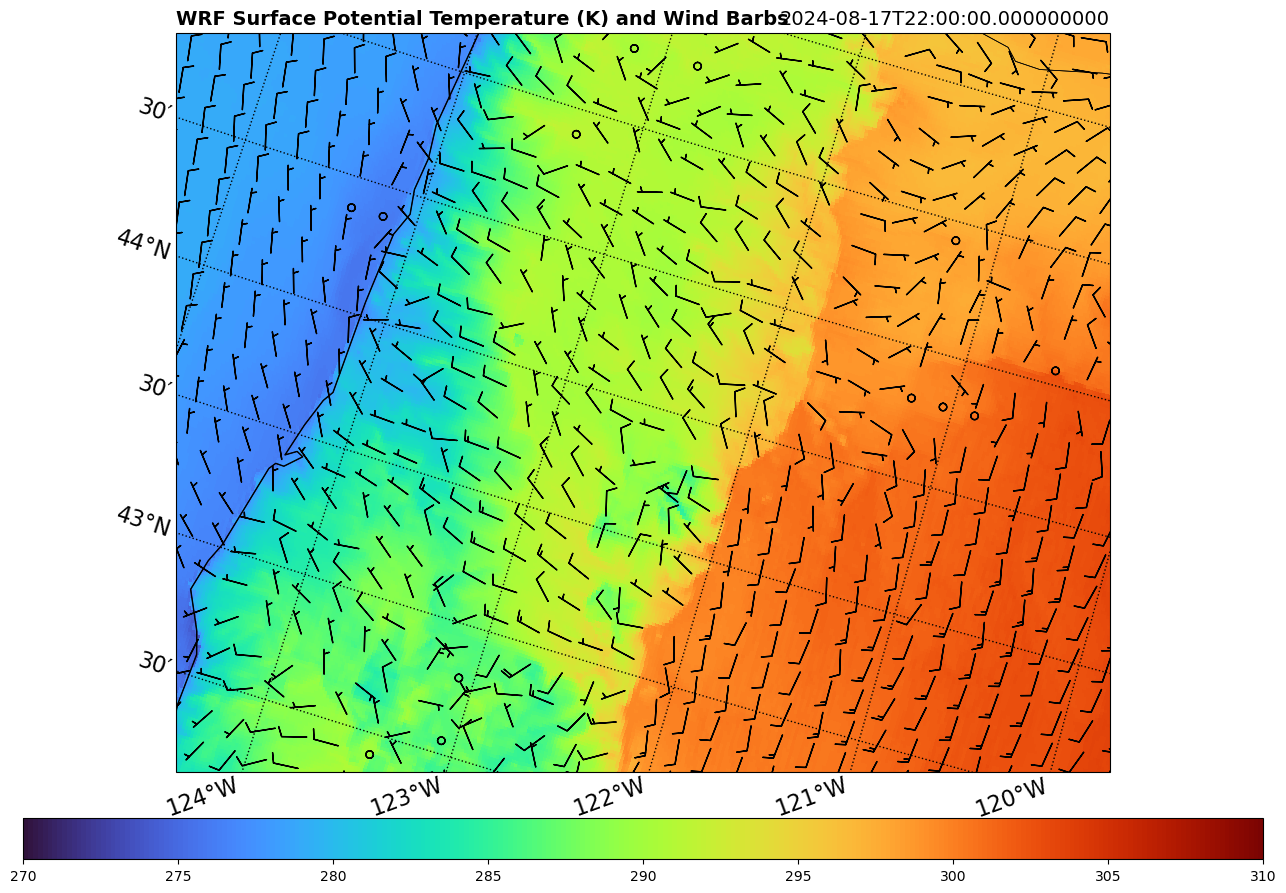 WRF Surface Potential Temperature (K) and Wind Barbs 2024-08-17T22:00:00.000000000
30′
44°N
30′
43°N
30′
124°W 123°W 122°W 121°W 120°W
270 275 280 285 290 295 300 305 310